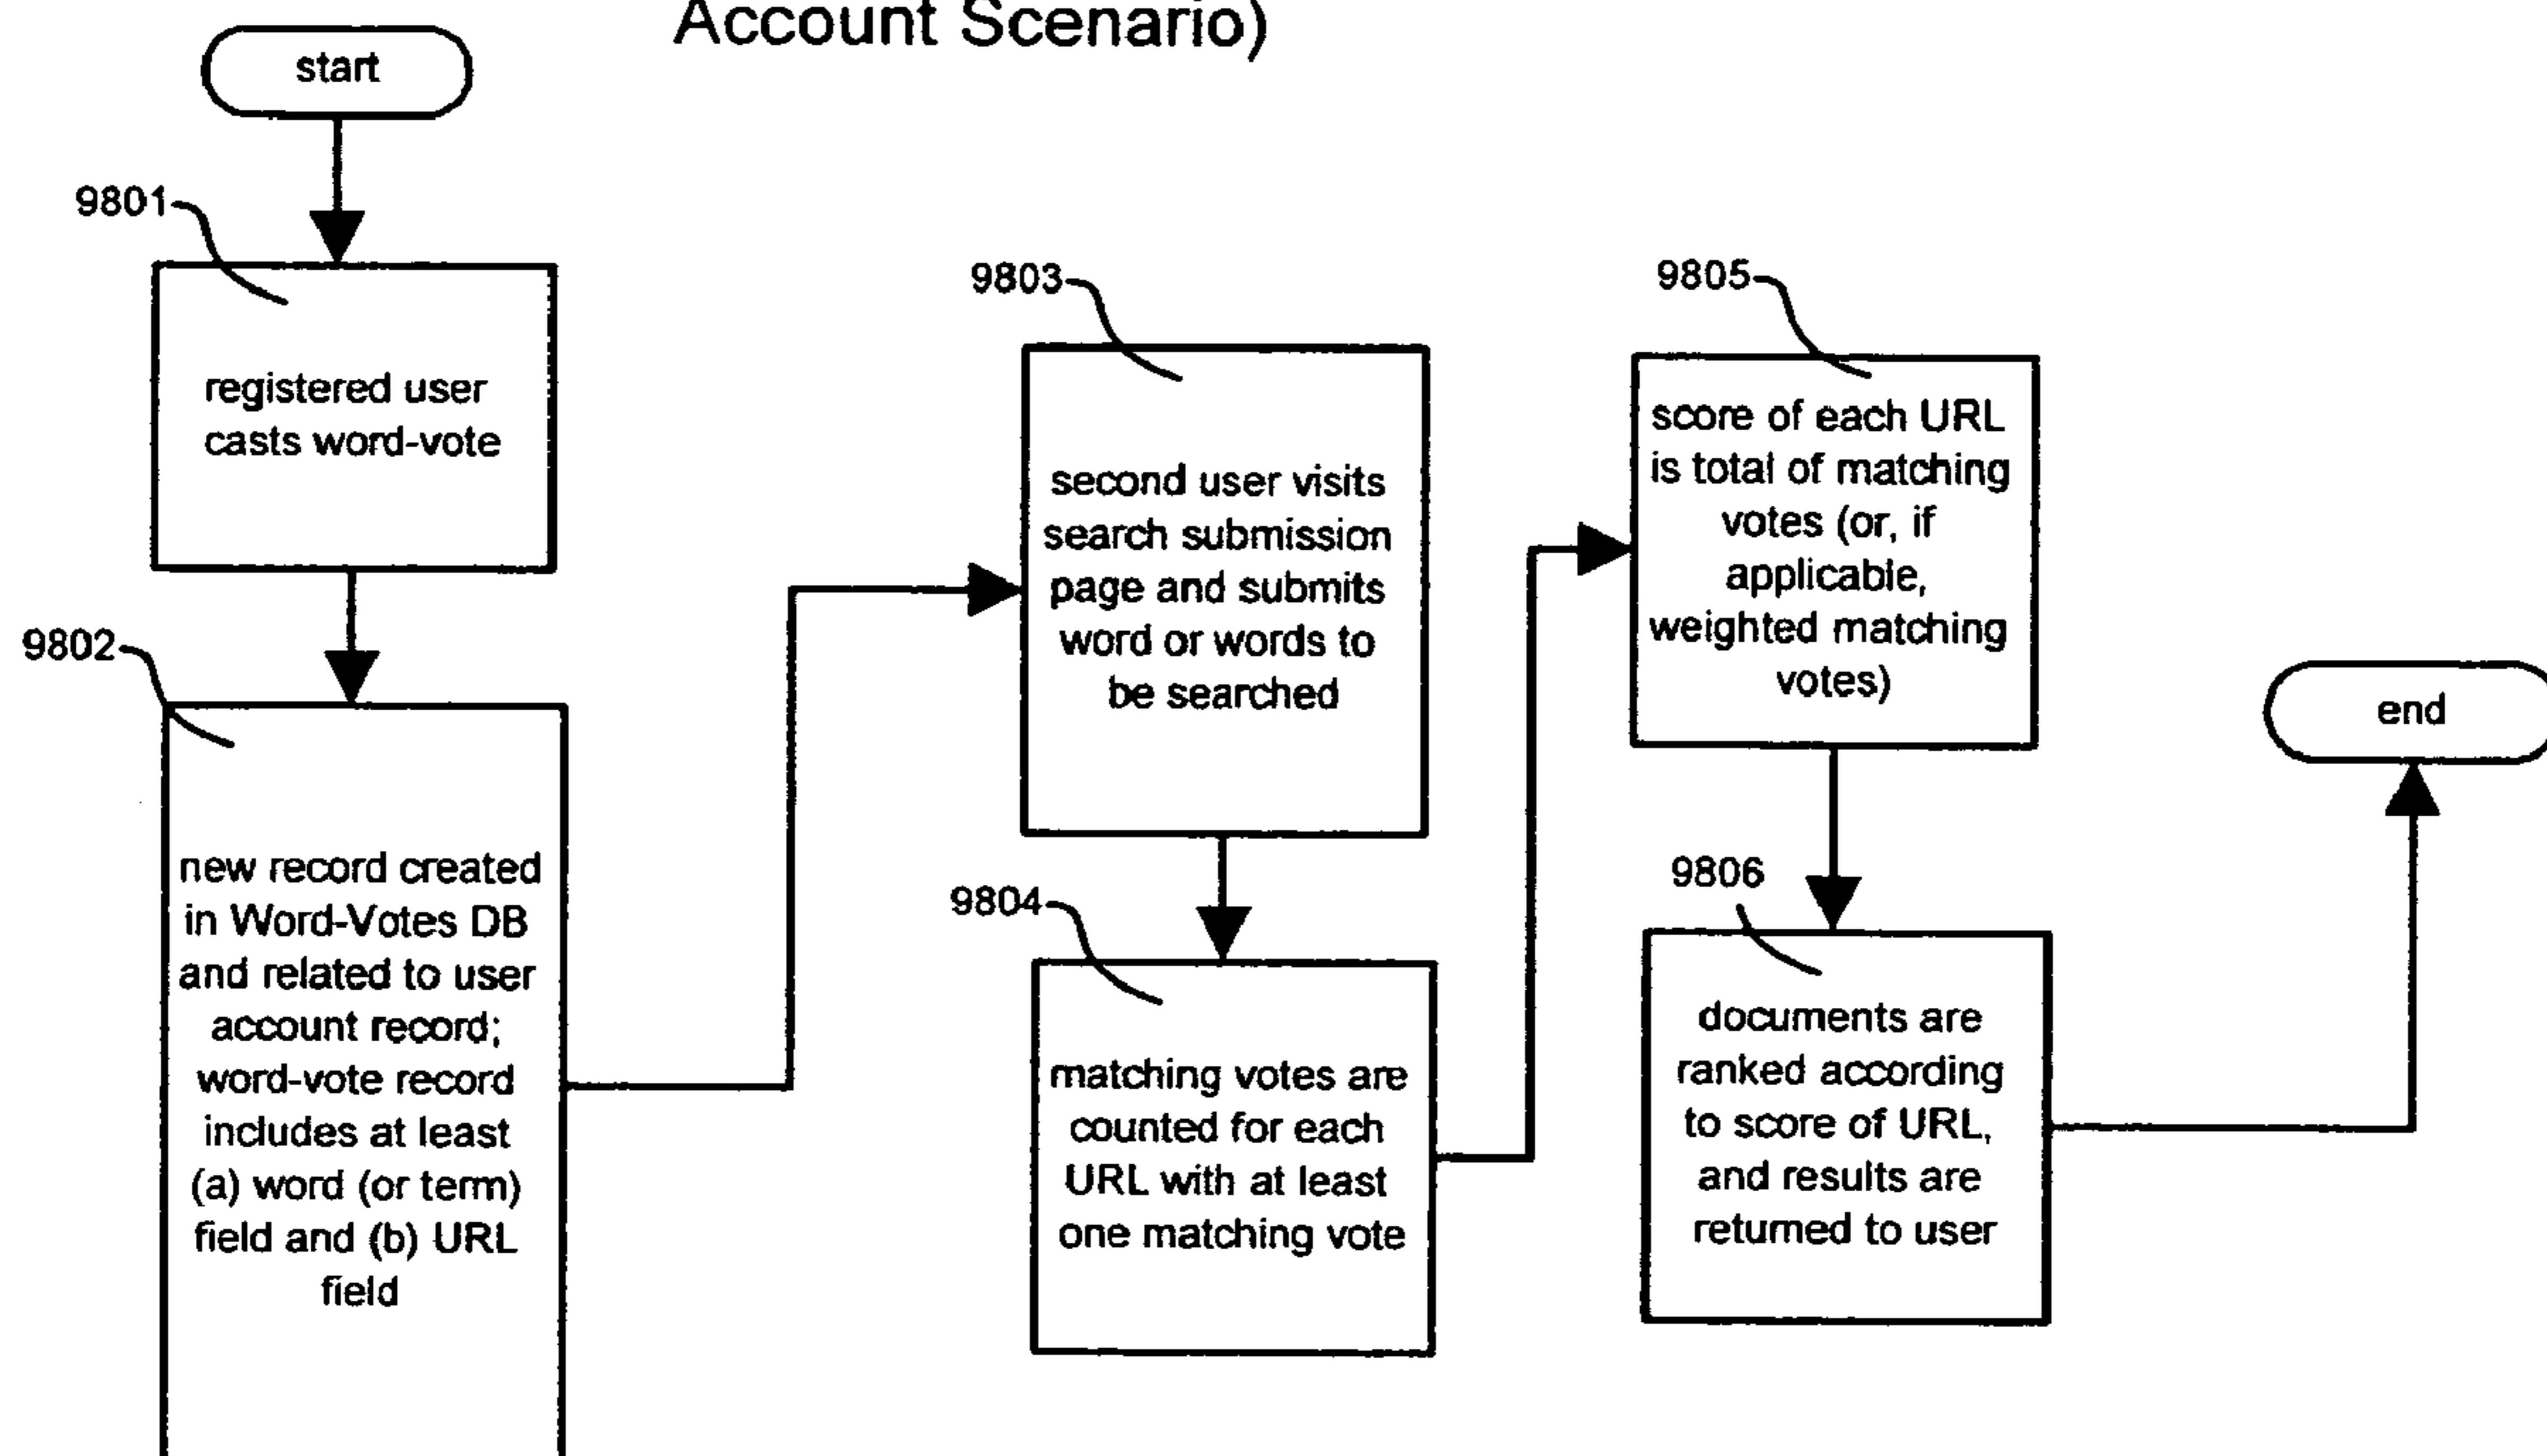 Account Scenario)
start
9801
registered user
casts word-vote
9802
new record created
in Word-Votes DB
and related to user
account record;
word-vote record
includes at least
(a) word (or term)
field and (b) URL
field
9803
second user visits
search submission
page and submits
word or words to
be searched
9804
matching votes are
counted for each
URL with at least
one matching vote
9805
score of each URL
is total of matching
votes (or, if
applicable,
weighted matching
votes)
9806
documents are
ranked according
to score of URL,
and results are
returned to user
end